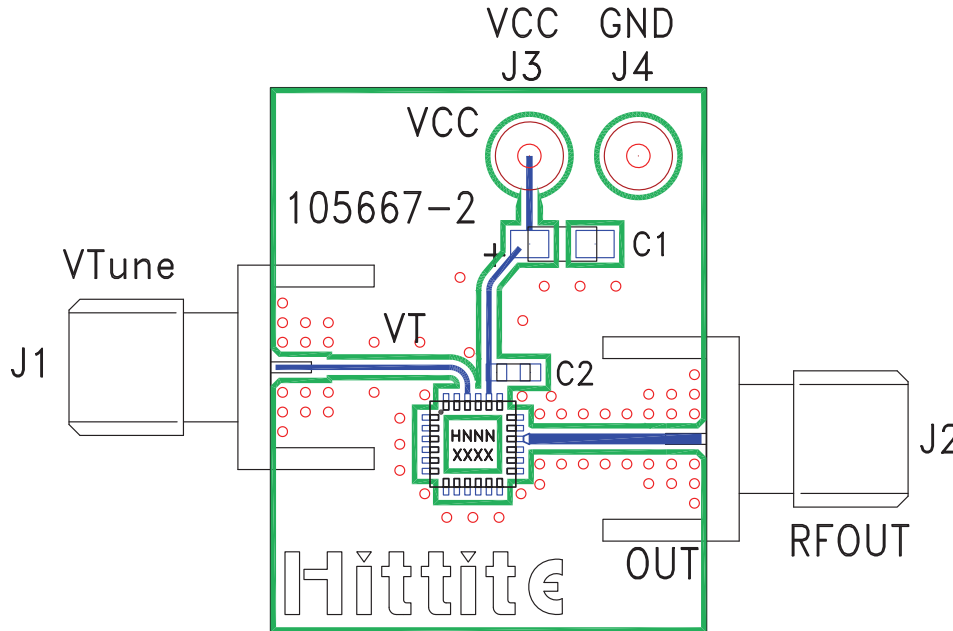 VCC GND
J3 J4
VCC
105667-2
C1
VTune
VT
J1
C2
HNNN
XXXX
J2
RFOUT
OUT
Hittite